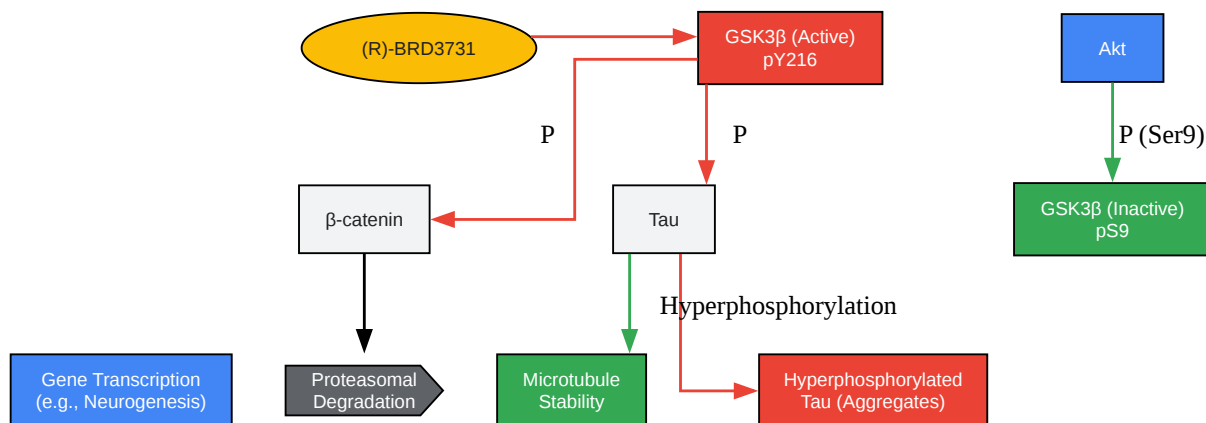 (R)-BRD3731
GSK3β (Active)
pY216
Akt
P
P
P (Ser9)
β-catenin
Tau
GSK3β (Inactive)
pS9
Hyperphosphorylation
Gene Transcription
(e.g., Neurogenesis)
Proteasomal
Degradation
Microtubule
Stability
Hyperphosphorylated
Tau (Aggregates)